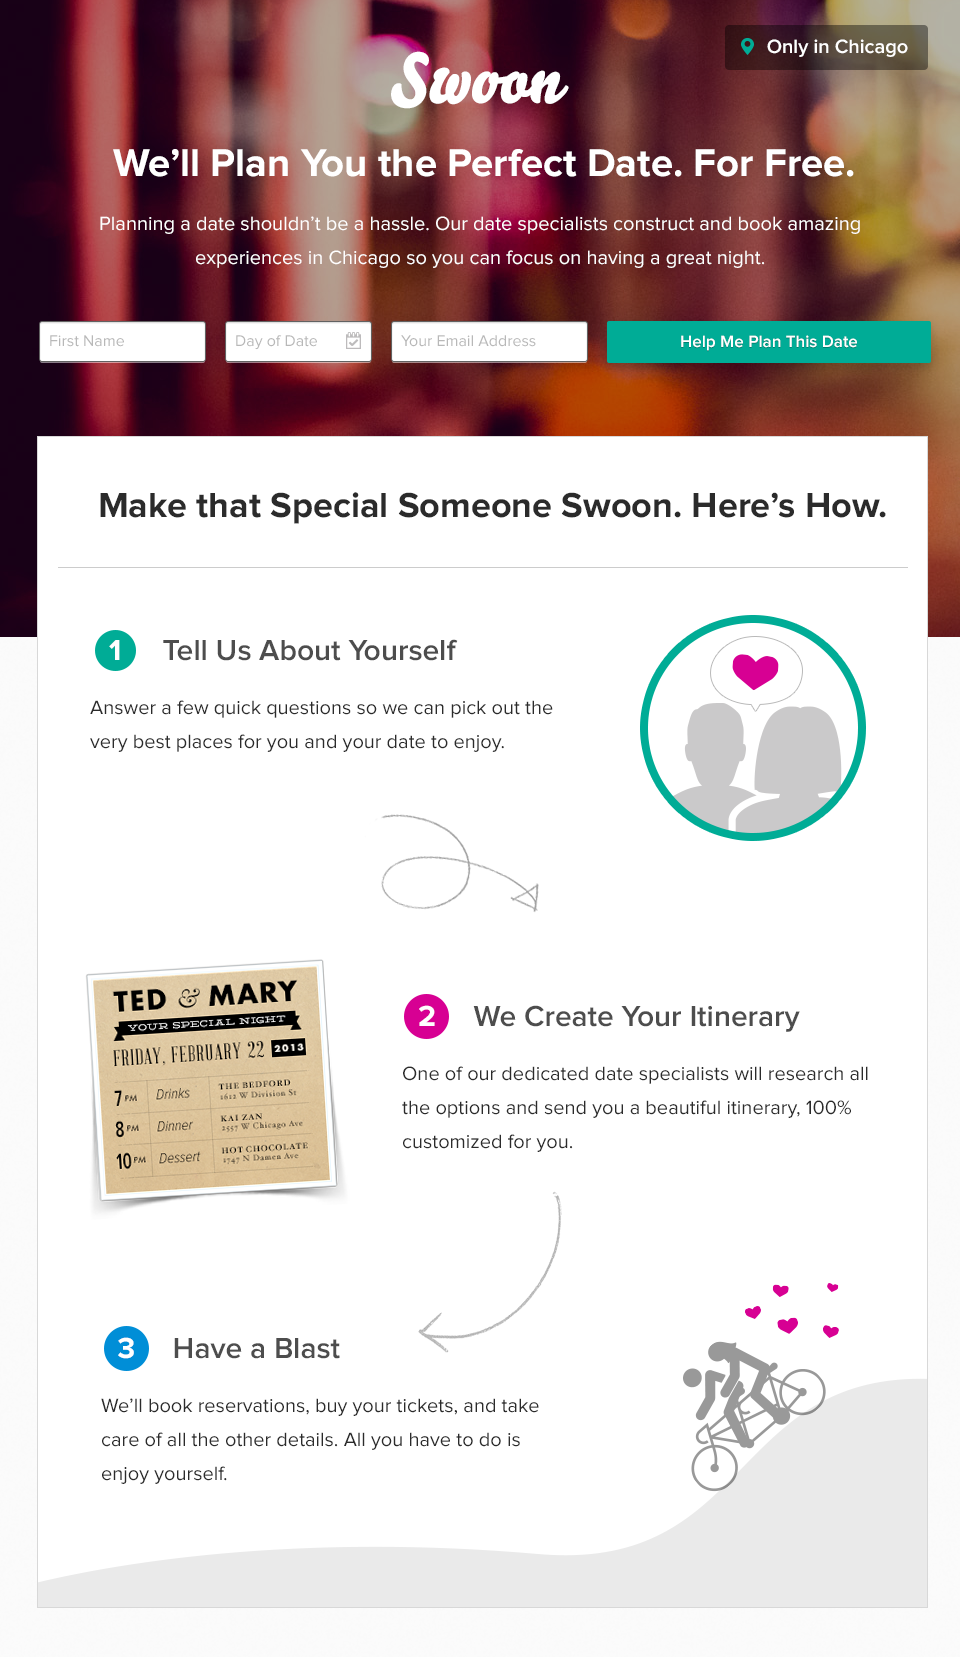 Only in Chicago
Swoon
We’ll Plan You the Perfect Date. For Free.
Planning a date shouldn’t be a hassle. Our date specialists construct and book amazing
experiences in Chicago so you can focus on having a great night.
First Name
Day of Date
Your Email Address
Help Me Plan This Date
Make that Special Someone Swoon. Here’s How.
1 Tell Us About Yourself
Answer a few quick questions so we can pick out the
very best places for you and your date to enjoy.
TED & MARY
YOUR SPECIAL NIGHT
FRIDAY, FEBRUARY 22 2013
7 PM Drinks THE BEDFORD
1612 W Division St
8 PM Dinner KAI ZAN
2557 W Chicago Ave
10 PM Dessert HOT CHOCOLATE
1747 N Damen Ave
2 We Create Your Itinerary
One of our dedicated date specialists will research all
the options and send you a beautiful itinerary, 100%
customized for you.
3 Have a Blast
We’ll book reservations, buy your tickets, and take
care of all the other details. All you have to do is
enjoy yourself.